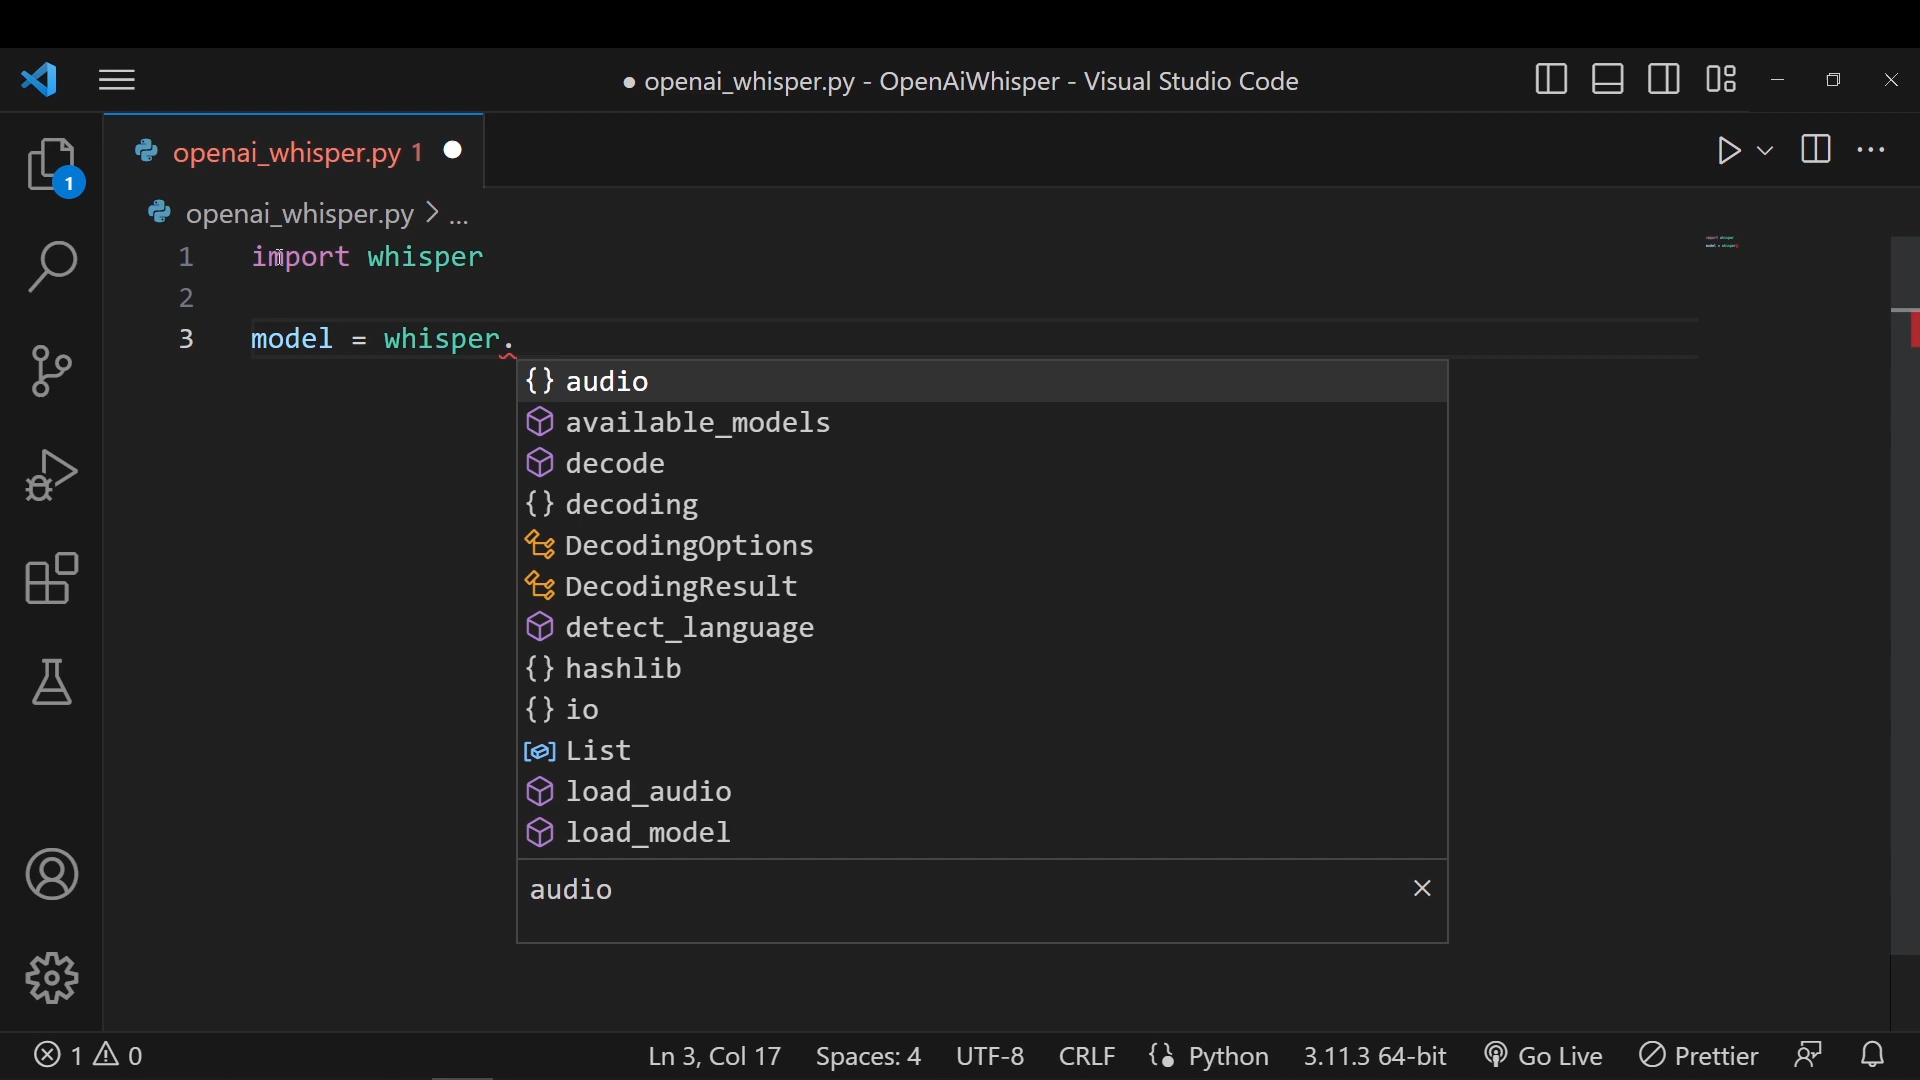 ● openai_whisper.py - OpenAiWhisper - Visual Studio Code
openai_whisper.py 1
1
openai_whisper.py > ...
1 import whisper
2
3 model = whisper.
{} audio
available_models
decode
{} decoding
DecodingOptions
DecodingResult
detect_language
{} hashlib
{} io
List
load_audio
load_model
audio
1 0 Ln 3, Col 17 Spaces: 4 UTF-8 CRLF {} Python 3.11.3 64-bit Go Live Prettier